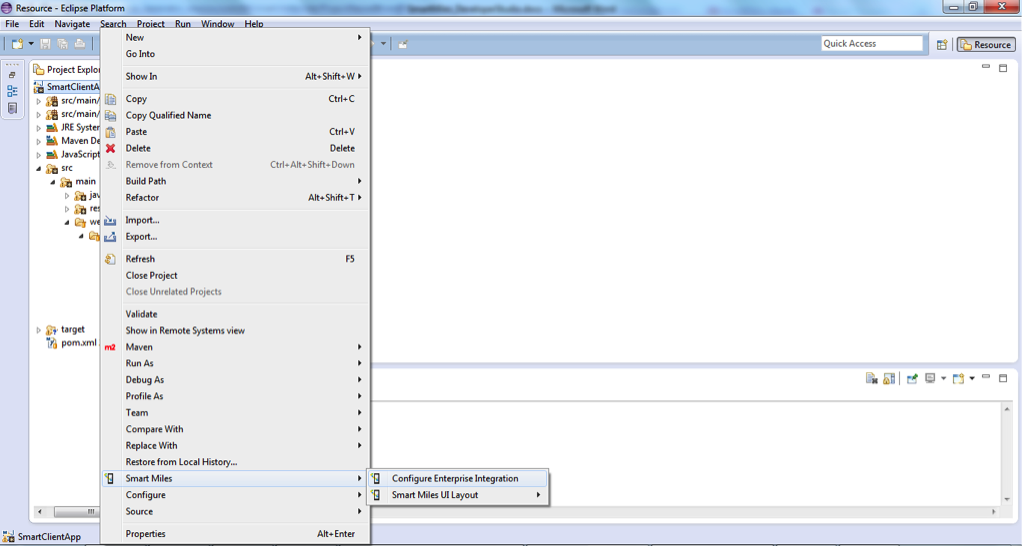 Resource - Eclipse Platform
File Edit Navigate Search Project Run Window Help
Quick Access
Resource
Project Explor
SmartClientA
src/main/
src/main/
JRE System
Maven De
JavaScript
src
main
jav
res
we
target
pom.xml
New
Go Into
Show In Alt+Shift+W
Copy Ctrl+C
Copy Qualified Name
Paste Ctrl+V
Delete Delete
Remove from Context Ctrl+Alt+Shift+Down
Build Path
Refactor Alt+Shift+T
Import...
Export...
Refresh F5
Close Project
Close Unrelated Projects
Validate
Show in Remote Systems view
m2 Maven
Run As
Debug As
Profile As
Team
Compare With
Replace With
Restore from Local History...
Smart Miles
Configure
Source
Properties Alt+Enter
Configure Enterprise Integration
Smart Miles UI Layout
SmartClientApp